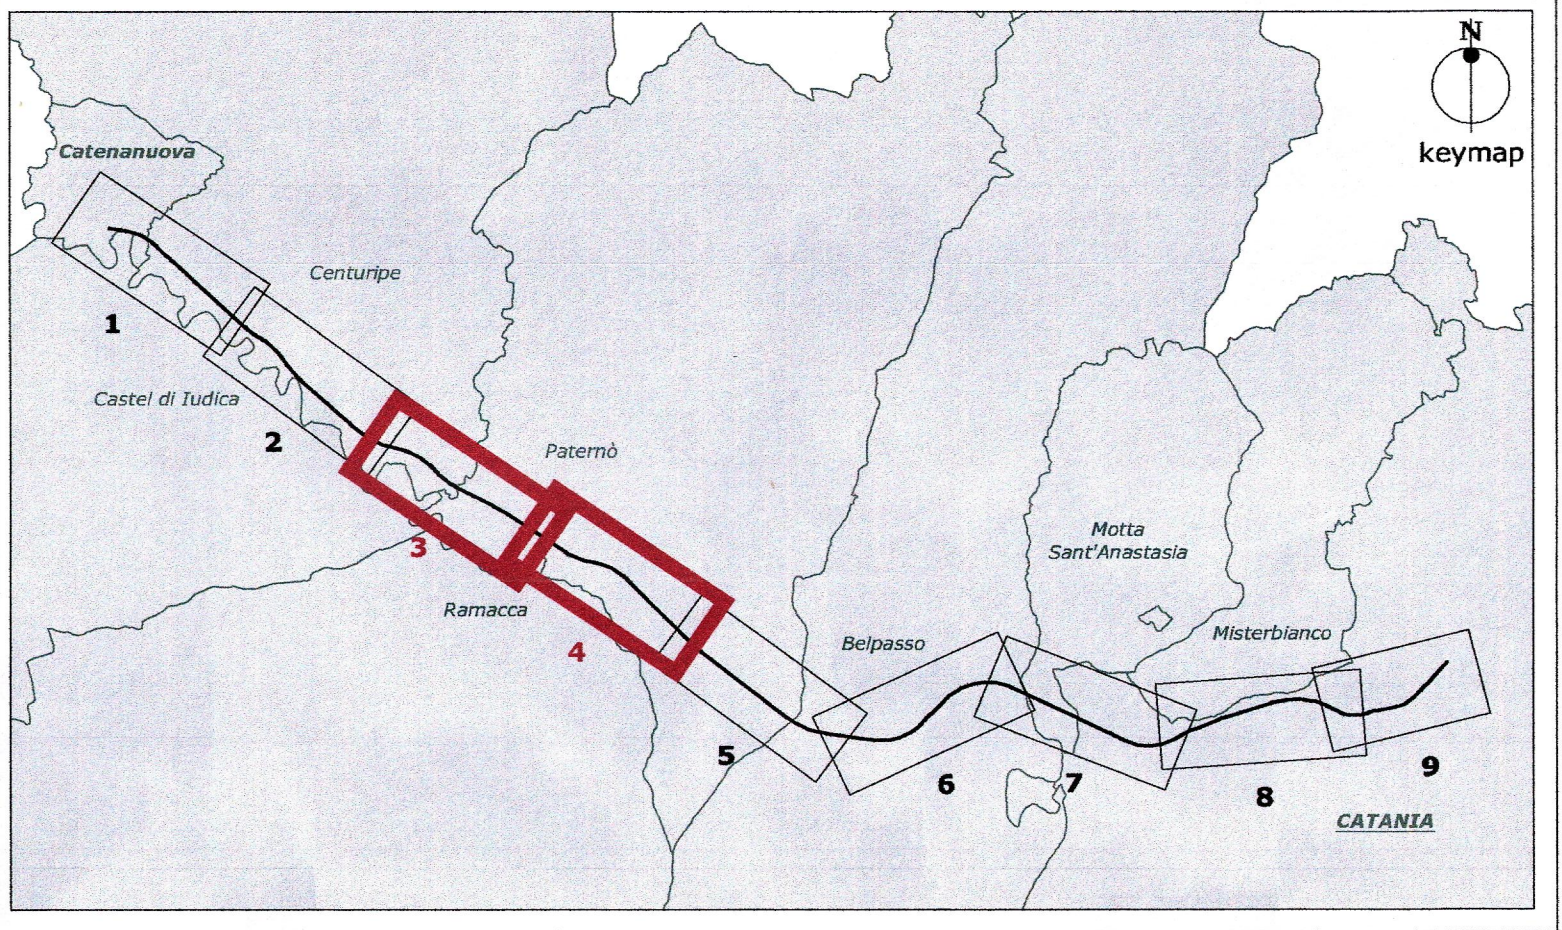 N
keymap
Catenanuova
Centuripe
1
Castel di Iudica
2
Paternò
3
Ramacca
4
Motta
Sant'Anastasia
Misterbianco
Belpasso
5
6
7
8
9
CATANIA